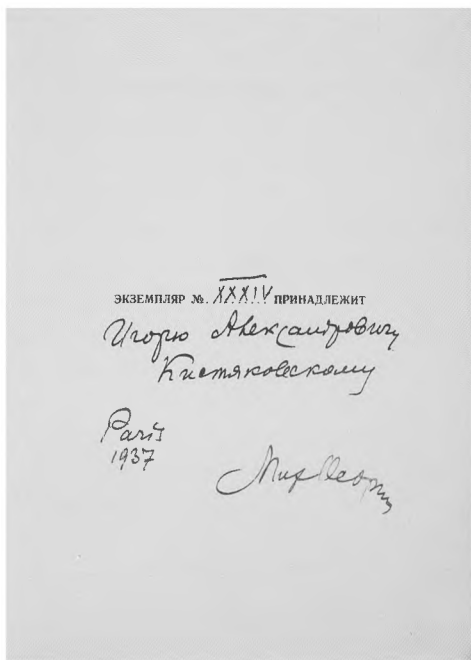 ЭКЗЕМПЛЯР №. XXXIV ПРИНАДЛЕЖИТ
Игорю Александровичу
Кистяковскому
Paris
1937